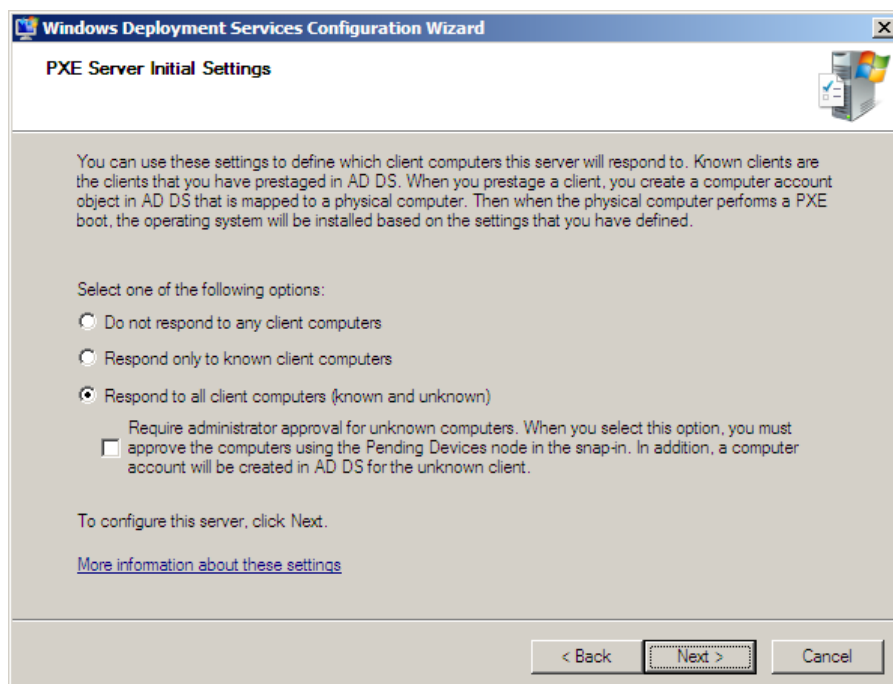 Windows Deployment Services Configuration Wizard
PXE Server Initial Settings
You can use these settings to define which client computers this server will respond to. Known clients are
the clients that you have prestaged in AD DS. When you prestage a client, you create a computer account
object in AD DS that is mapped to a physical computer. Then when the physical computer performs a PXE
boot, the operating system will be installed based on the settings that you have defined.
Select one of the following options:
Do not respond to any client computers
Respond only to known client computers
Respond to all client computers (known and unknown)
Require administrator approval for unknown computers. When you select this option, you must
approve the computers using the Pending Devices node in the snap-in. In addition, a computer
account will be created in AD DS for the unknown client.
To configure this server, click Next.
More information about these settings
< Back Next > Cancel